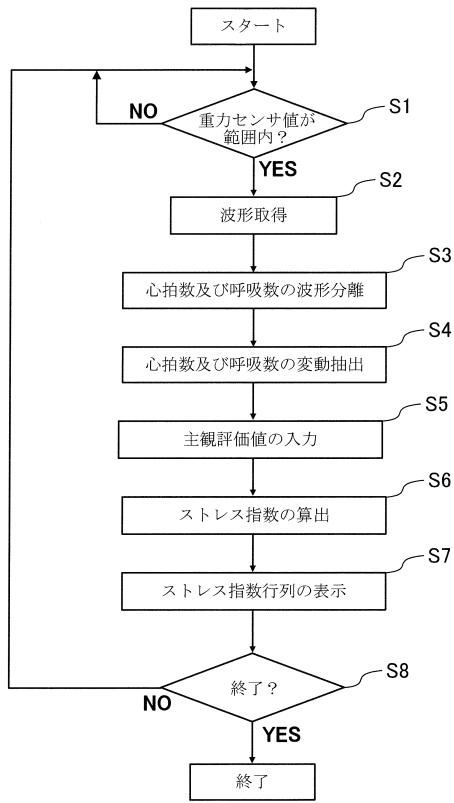 スタート
NO
重力センサ値が
範囲内？
S1
YES
S2
波形取得
S3
心拍数及び呼吸数の波形分離
S4
心拍数及び呼吸数の変動抽出
S5
主観評価値の入力
S6
ストレス指数の算出
S7
ストレス指数行列の表示
S8
終了？
NO
YES
終了